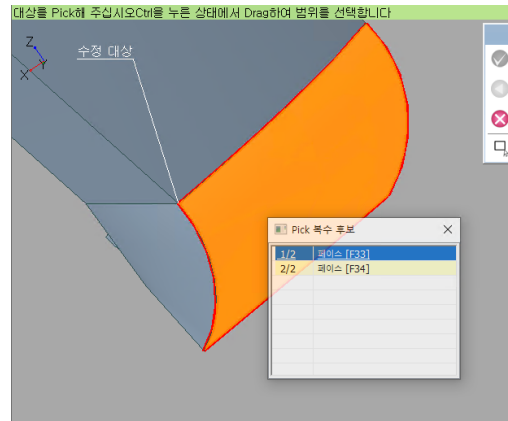 대상를 Pick해 주십시오Ctrl을 누른 상태에서 Drag하여 범위를 선택합니다
Z
Y
X
수정 대상
Pick 복수 후보
1/2 페이스 [F33]
2/2 페이스 [F34]